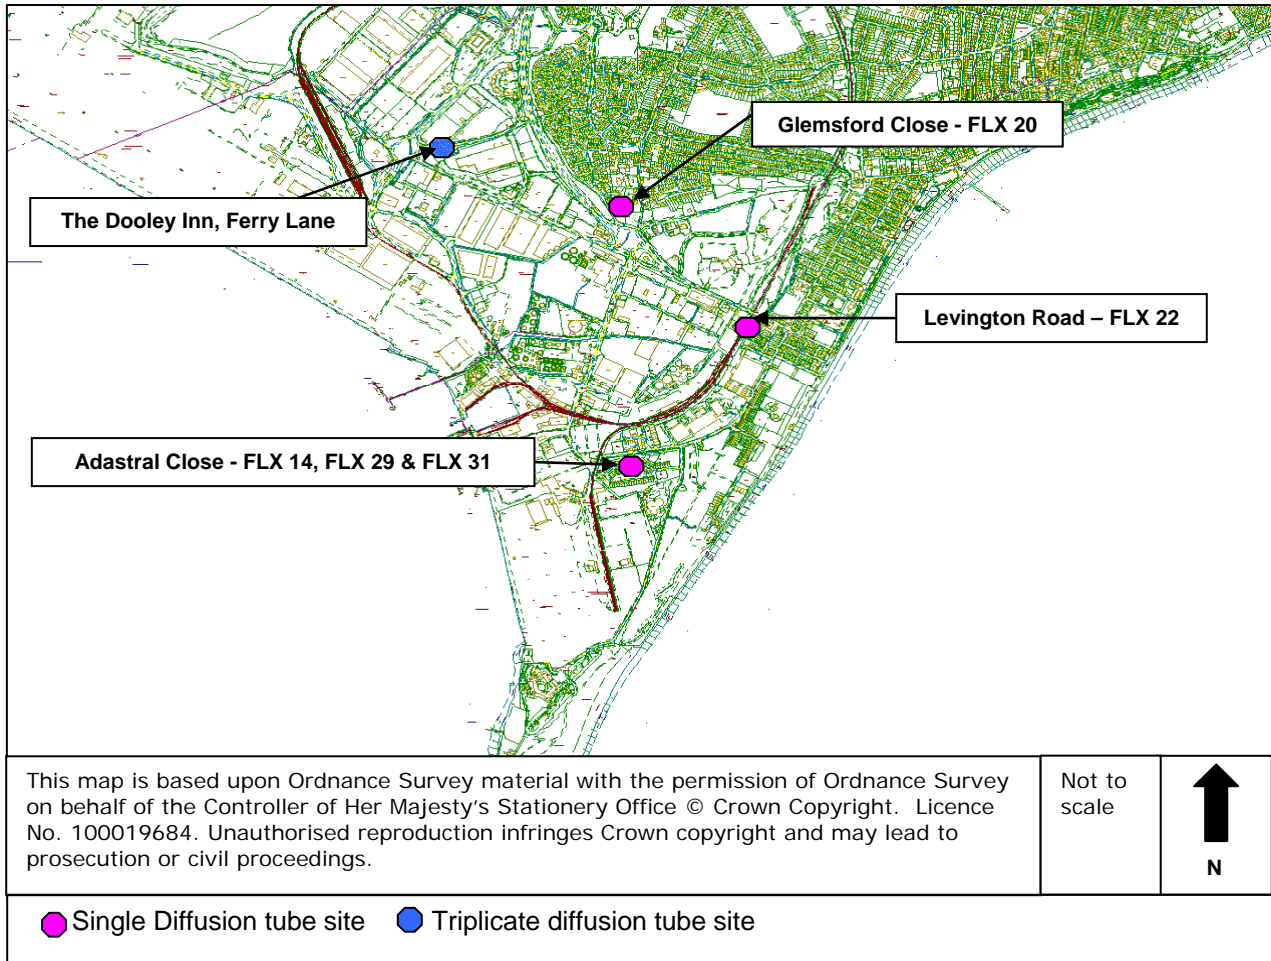 Glemsford Close - FLX 20
The Dooley Inn, Ferry Lane
Levington Road – FLX 22
Adastral Close - FLX 14, FLX 29 & FLX 31
This map is based upon Ordnance Survey material with the permission of Ordnance Survey
on behalf of the Controller of Her Majesty's Stationery Office © Crown Copyright. Licence
No. 100019684. Unauthorised reproduction infringes Crown copyright and may lead to
prosecution or civil proceedings.
Not to
scale
N
Single Diffusion tube site
Triplicate diffusion tube site